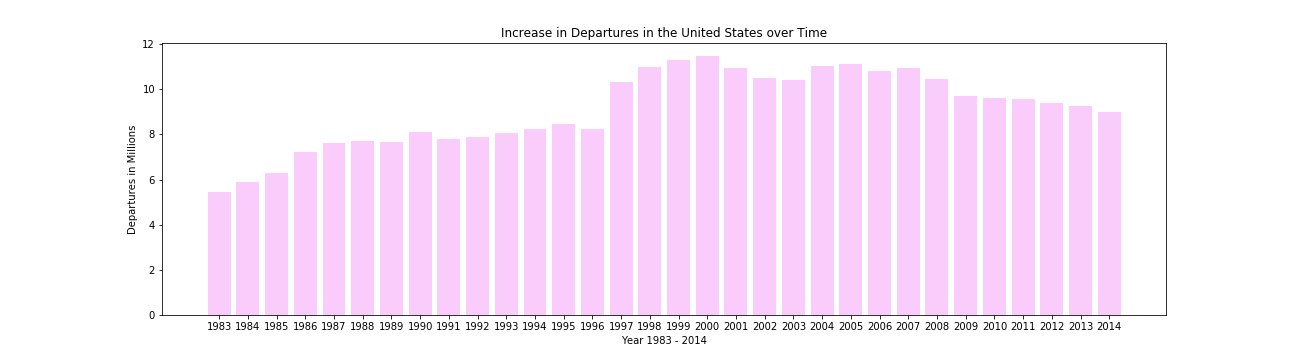 Increase in Departures in the United States over Time
12
10
8
6
4
2
0
Departures in Millions
1983 1984 1985 1986 1987 1988 1989 1990 1991 1992 1993 1994 1995 1996 1997 1998 1999 2000 2001 2002 2003 2004 2005 2006 2007 2008 2009 2010 2011 2012 2013 2014
Year 1983 - 2014